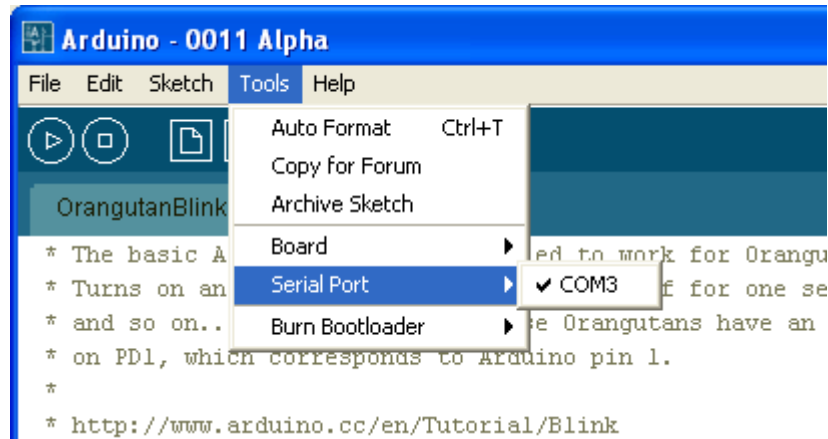 Arduino - 0011 Alpha
File Edit Sketch Tools Help
Auto Format Ctrl+T
Copy for Forum
Archive Sketch
Board
Serial Port
COM3
Burn Bootloader
OrangutanBlink
* The basic A ed to work for Orangu
* Turns on an f for one se
* and so on.. se Orangutans have an
* on PD1, which corresponds to Arduino pin 1.
*
* http://www.arduino.cc/en/Tutorial/Blink